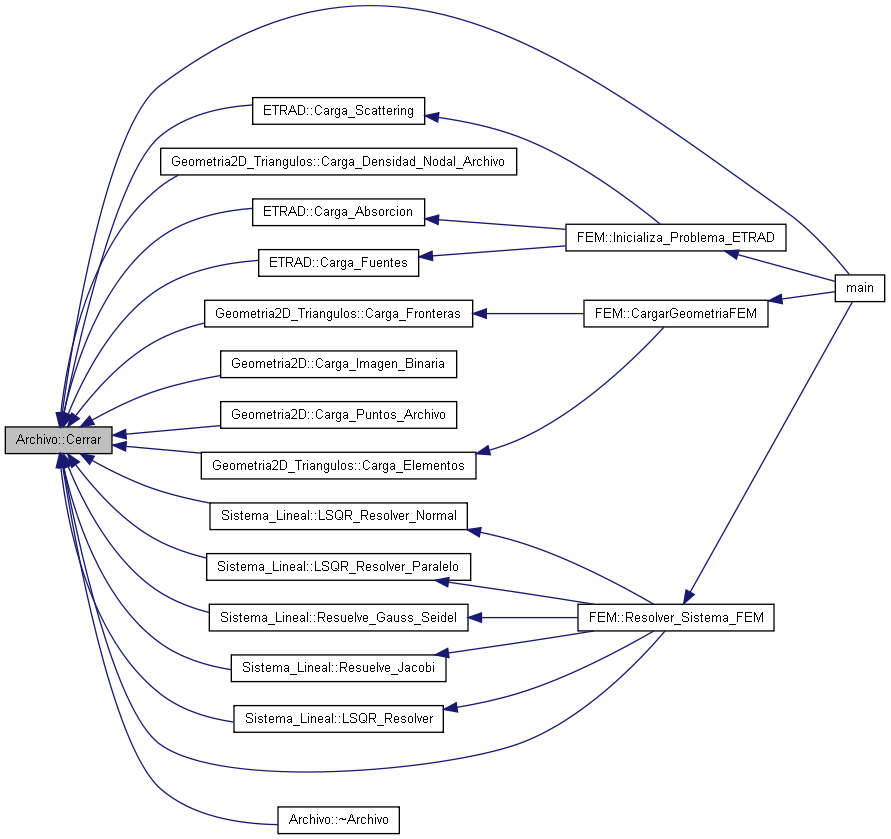 ETRAD::Carga_Scattering
Geometria2D_Triangulos::Carga_Densidad_Nodal_Archivo
ETRAD::Carga_Absorcion
FEM::Inicializa_Problema_ETRAD
ETRAD::Carga_Fuentes
main
Geometria2D_Triangulos::Carga_Fronteras
FEM::CargarGeometriaFEM
Geometria2D::Carga_Imagen_Binaria
Geometria2D::Carga_Puntos_Archivo
Archivo::Cerrar
Geometria2D_Triangulos::Carga_Elementos
Sistema_Lineal::LSQR_Resolver_Normal
Sistema_Lineal::LSQR_Resolver_Paralelo
Sistema_Lineal::Resuelve_Gauss_Seidel
FEM::Resolver_Sistema_FEM
Sistema_Lineal::Resuelve_Jacobi
Sistema_Lineal::LSQR_Resolver
Archivo::~Archivo